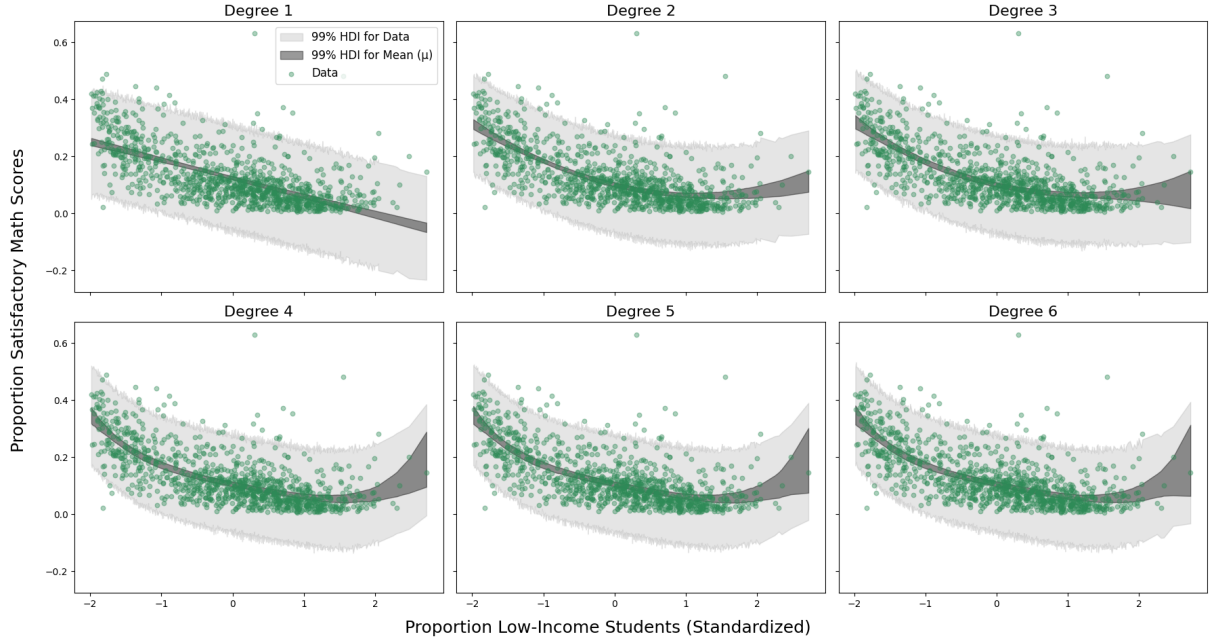 Degree 1
Degree 2
Degree 3
0.6
0.4
0.2
0.0
−0.2
99% HDI for Data
99% HDI for Mean (μ)
Data
Degree 4
Degree 5
Degree 6
0.6
0.4
0.2
0.0
−0.2
−2
−1
0
1
2
−2
−1
0
1
2
−2
−1
0
1
2
Proportion Satisfactory Math Scores
Proportion Low-Income Students (Standardized)